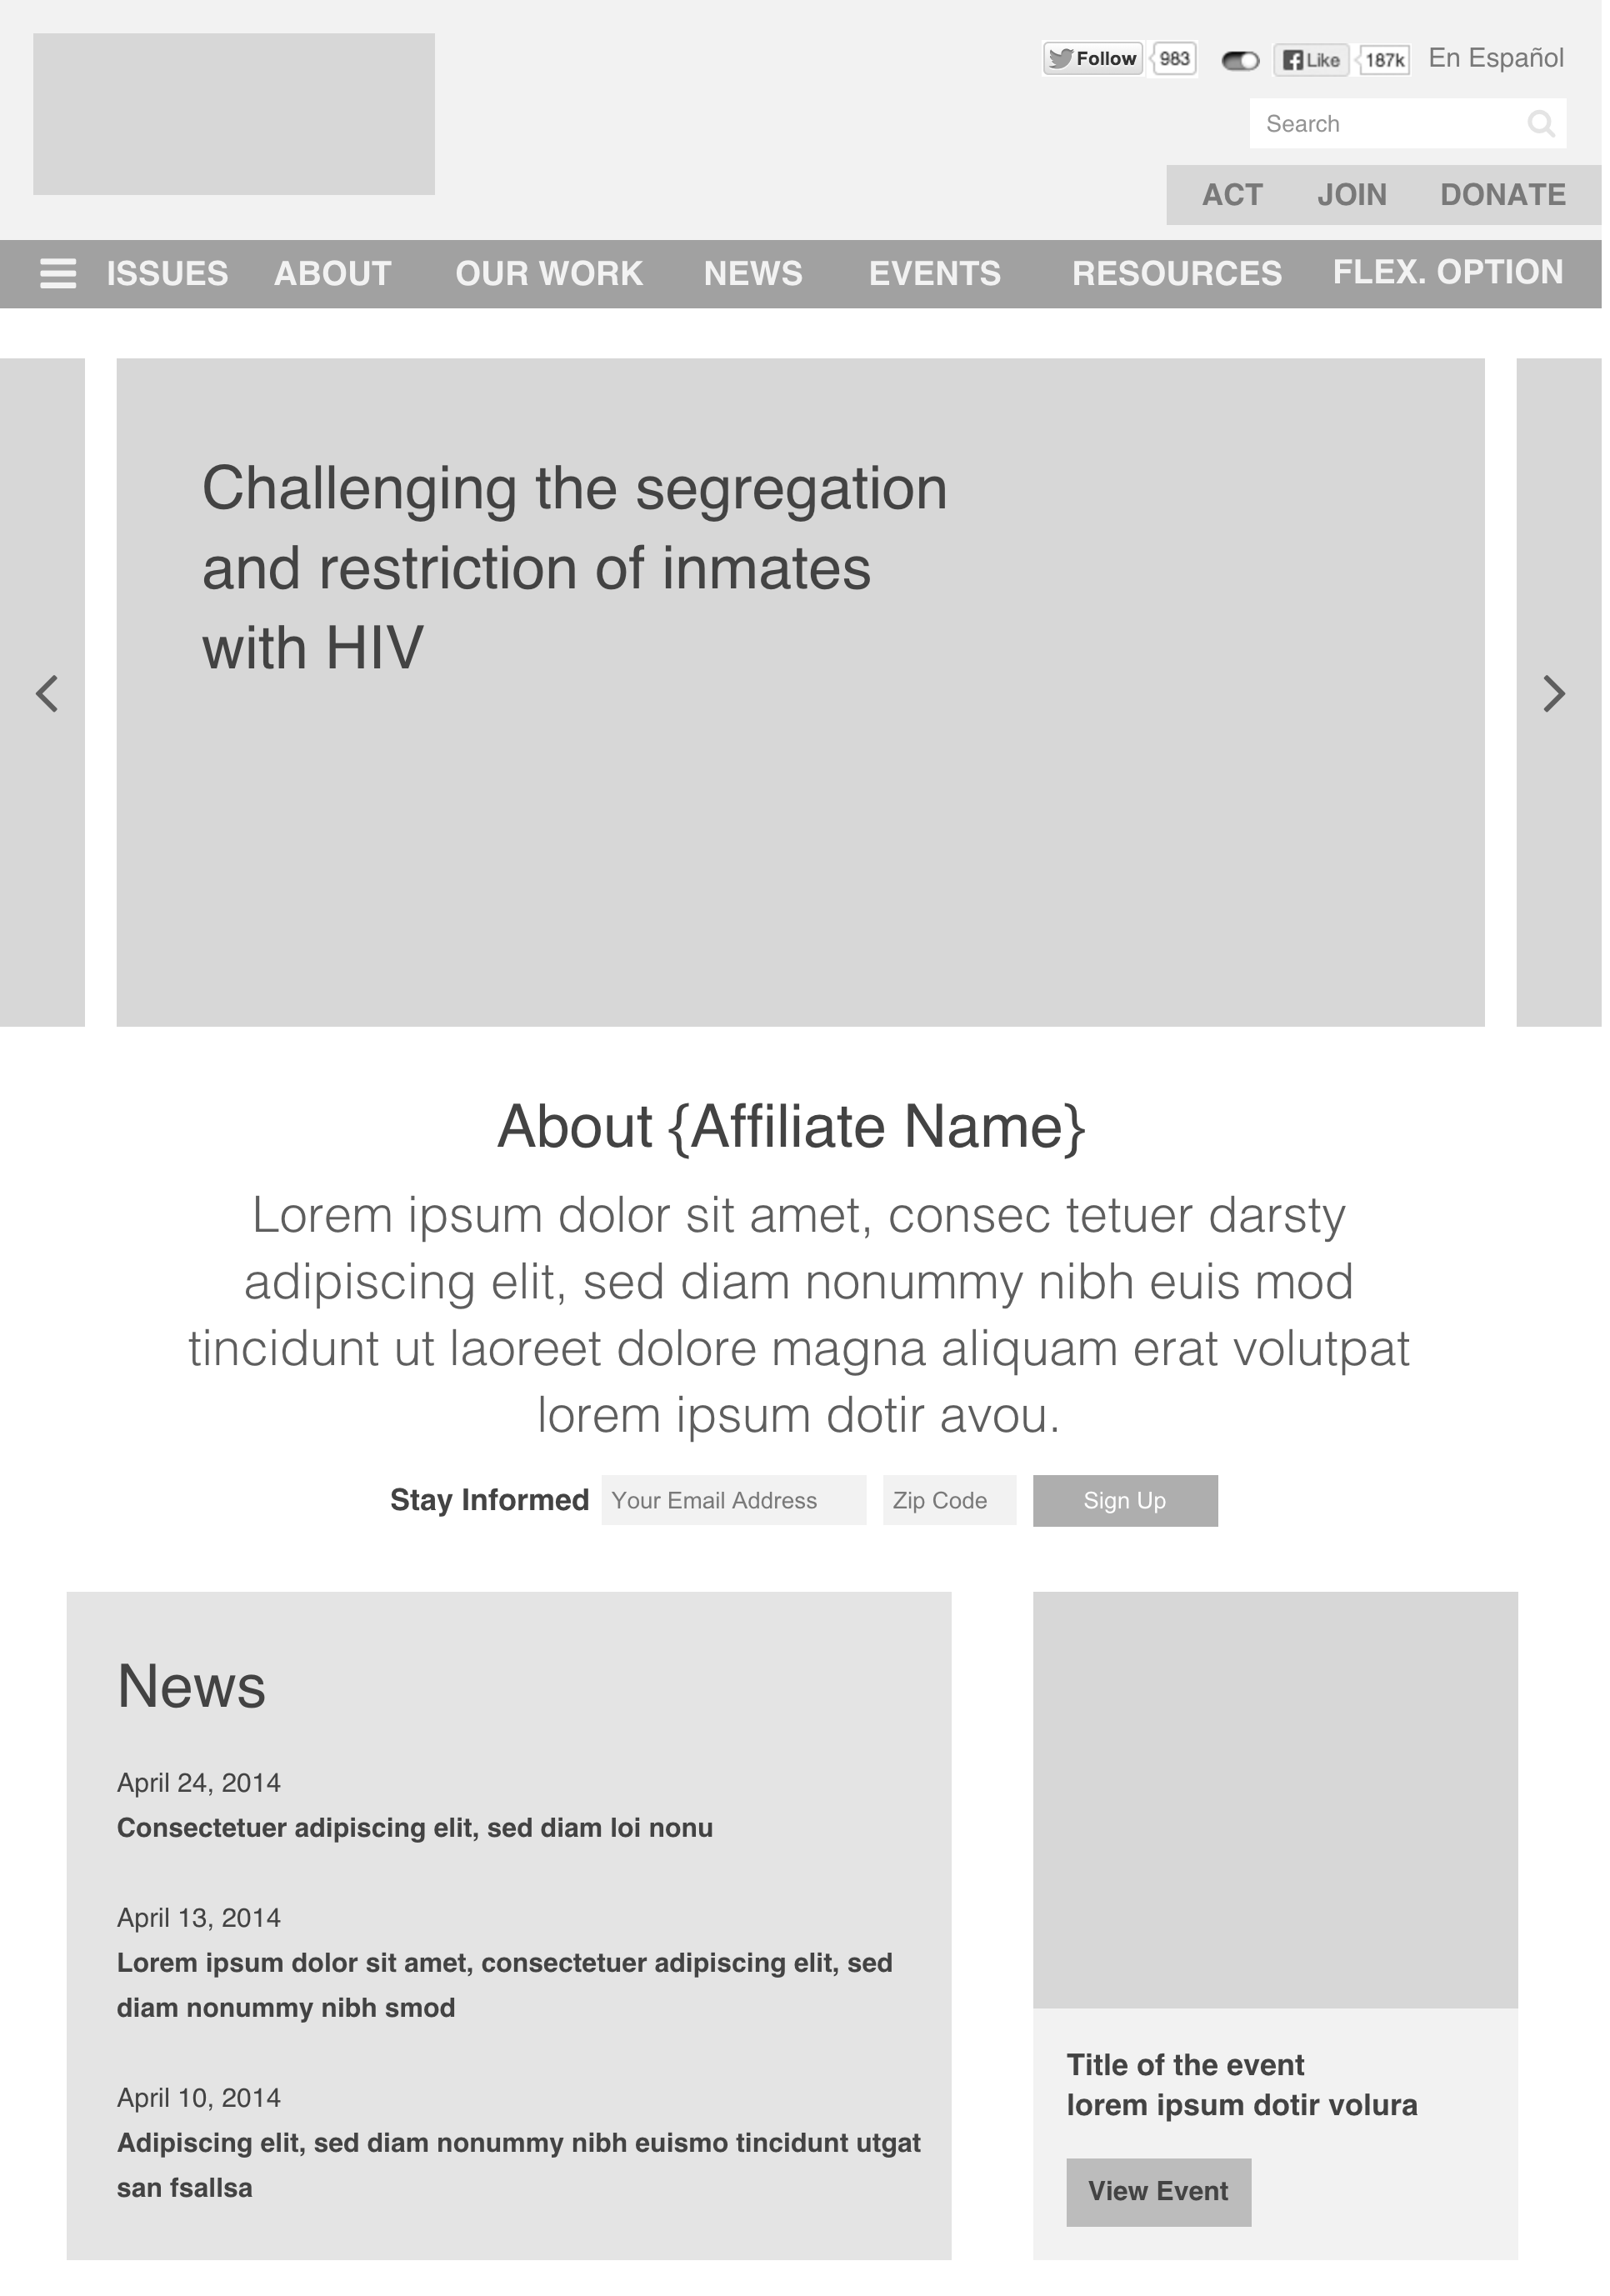 Follow 983 Like 187k En Español
Search
ACT JOIN DONATE
ISSUES ABOUT OUR WORK NEWS EVENTS RESOURCES FLEX. OPTION
Challenging the segregation
and restriction of inmates
with HIV
About {Affiliate Name}
Lorem ipsum dolor sit amet, consec tetuer darsty
adipiscing elit, sed diam nonummy nibh euis mod
tincidunt ut laoreet dolore magna aliquam erat volutpat
lorem ipsum dotir avou.
Stay Informed Your Email Address Zip Code Sign Up
News
April 24, 2014
Consectetuer adipiscing elit, sed diam loi nonu
April 13, 2014
Lorem ipsum dolor sit amet, consectetuer adipiscing elit, sed
diam nonummy nibh smod
April 10, 2014
Adipiscing elit, sed diam nonummy nibh euismo tincidunt utgat
san fsallsa
Title of the event
lorem ipsum dotir volura
View Event